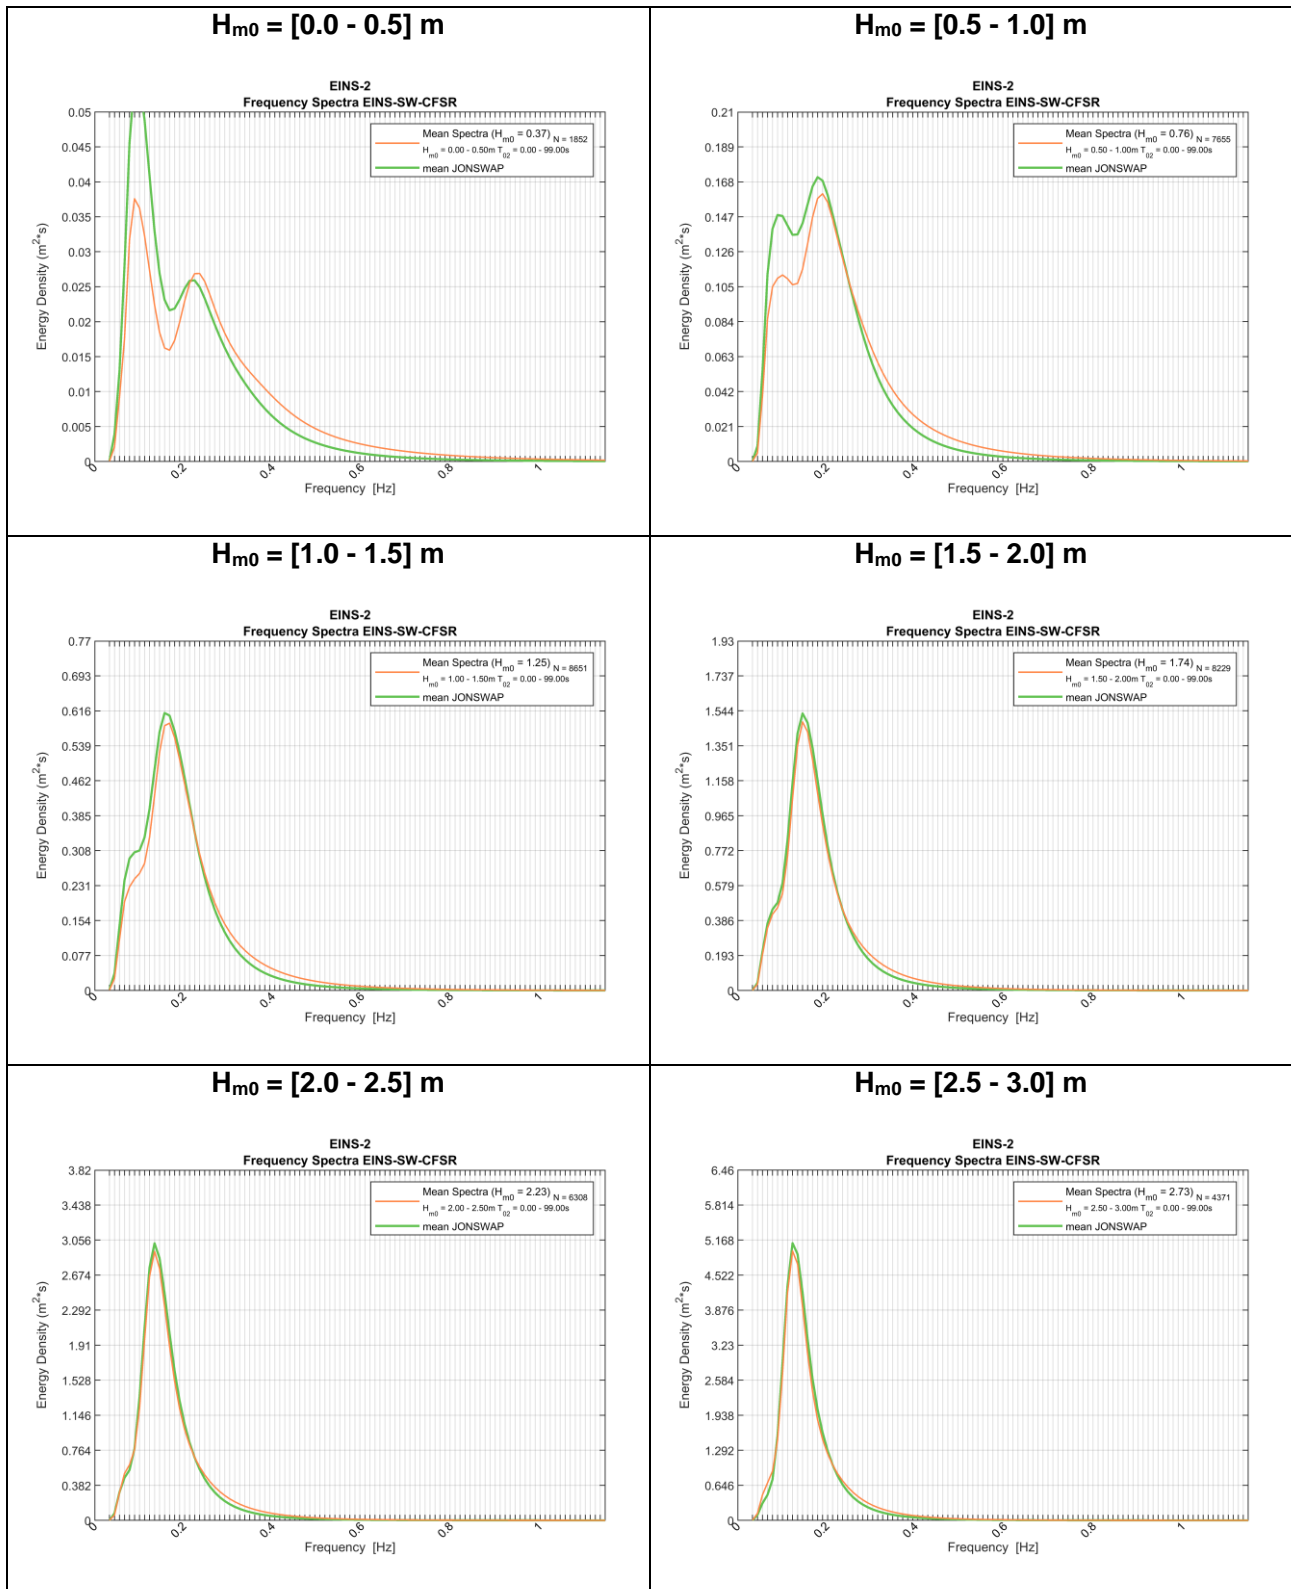 Hm0 = [0.0 - 0.5] m
EINS-2
Frequency Spectra EINS-SW-CFSR
Mean Spectra (Hm0 = 0.37) N = 1852
Hm0 = 0.00 - 0.50m T02 = 0.00 - 99.00s
mean JONSWAP
0.05
0.045
0.04
0.035
0.03
0.025
0.02
0.015
0.01
0.005
0
Energy Density (m2*s)
0 0.2 0.4 0.6 0.8 1
Frequency [Hz]
Hm0 = [0.5 - 1.0] m
EINS-2
Frequency Spectra EINS-SW-CFSR
Mean Spectra (Hm0 = 0.76) N = 7655
Hm0 = 0.50 - 1.00m T02 = 0.00 - 99.00s
mean JONSWAP
0.21
0.189
0.168
0.147
0.126
0.105
0.084
0.063
0.042
0.021
0
Energy Density (m2*s)
0 0.2 0.4 0.6 0.8 1
Frequency [Hz]
Hm0 = [1.0 - 1.5] m
EINS-2
Frequency Spectra EINS-SW-CFSR
Mean Spectra (Hm0 = 1.25) N = 8651
Hm0 = 1.00 - 1.50m T02 = 0.00 - 99.00s
mean JONSWAP
0.77
0.693
0.616
0.539
0.462
0.385
0.308
0.231
0.154
0.077
0
Energy Density (m2*s)
0 0.2 0.4 0.6 0.8 1
Frequency [Hz]
Hm0 = [1.5 - 2.0] m
EINS-2
Frequency Spectra EINS-SW-CFSR
Mean Spectra (Hm0 = 1.74) N = 8229
Hm0 = 1.50 - 2.00m T02 = 0.00 - 99.00s
mean JONSWAP
1.93
1.737
1.544
1.351
1.158
0.965
0.772
0.579
0.386
0.193
0
Energy Density (m2*s)
0 0.2 0.4 0.6 0.8 1
Frequency [Hz]
Hm0 = [2.0 - 2.5] m
EINS-2
Frequency Spectra EINS-SW-CFSR
Mean Spectra (Hm0 = 2.23) N = 6308
Hm0 = 2.00 - 2.50m T02 = 0.00 - 99.00s
mean JONSWAP
3.82
3.438
3.056
2.674
2.292
1.91
1.528
1.146
0.764
0.382
0
Energy Density (m2*s)
0 0.2 0.4 0.6 0.8 1
Frequency [Hz]
Hm0 = [2.5 - 3.0] m
EINS-2
Frequency Spectra EINS-SW-CFSR
Mean Spectra (Hm0 = 2.73) N = 4371
Hm0 = 2.50 - 3.00m T02 = 0.00 - 99.00s
mean JONSWAP
6.46
5.814
5.168
4.522
3.876
3.23
2.584
1.938
1.292
0.646
0
Energy Density (m2*s)
0 0.2 0.4 0.6 0.8 1
Frequency [Hz]